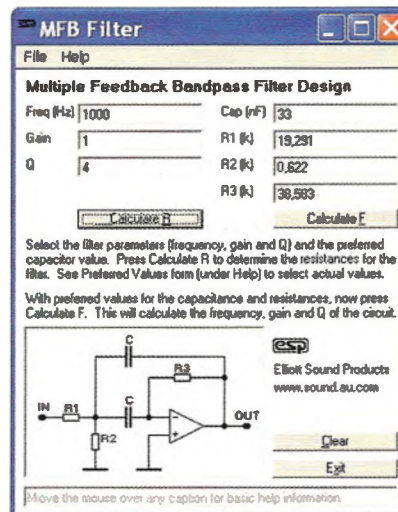 MFB Filter
File Help
Multiple Feedback Bandpass Filter Design
Freq (Hz) 1000 Cap (nF) 33
Gain 1 R1 (k) 19,291
Q 4 R2 (k) 0,622
R3 (k) 38,583
Calculate R Calculate F
Select the filter parameters (frequency, gain and Q) and the preferred
capacitor value. Press Calculate R to determine the resistances for the
filter. See Preferred Values form (under Help) to select actual values.
With preferred values for the capacitance and resistances, now press
Calculate F. This will calculate the frequency, gain and Q of the circuit.
C
R3
IN R1 C OUT
R2
esp
Elliott Sound Products
www.sound.au.com
Clear
Exit
Move the mouse over any caption for basic help information